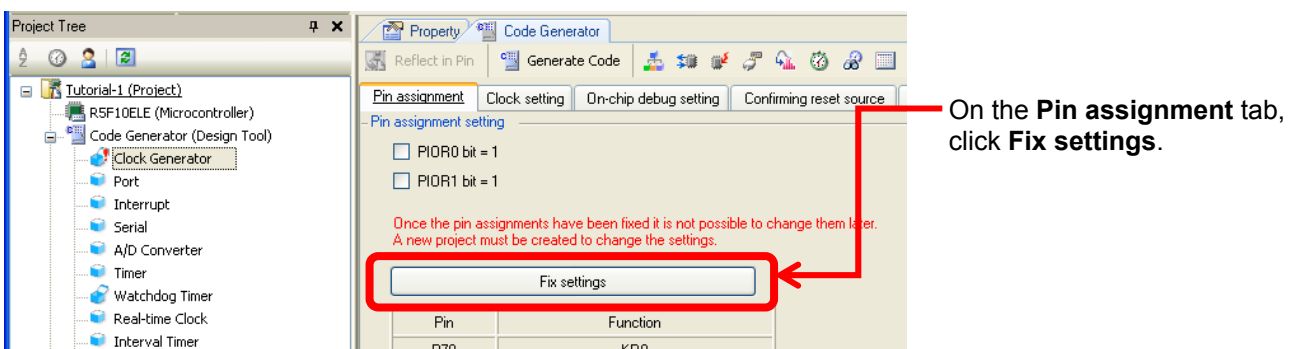 Project Tree
Tutorial-1 (Project)
R5F10ELE (Microcontroller)
Code Generator (Design Tool)
Clock Generator
Port
Interrupt
Serial
A/D Converter
Timer
Watchdog Timer
Real-time Clock
Interval Timer
Property
Code Generator
Reflect in Pin
Generate Code
Pin assignment
Clock setting
On-chip debug setting
Confirming reset source
Pin assignment setting
PIOR0 bit = 1
PIOR1 bit = 1
Once the pin assignments have been fixed it is not possible to change them later.
A new project must be created to change the settings.
Fix settings
Pin Function
P70 KR0
On the Pin assignment tab,
click Fix settings.